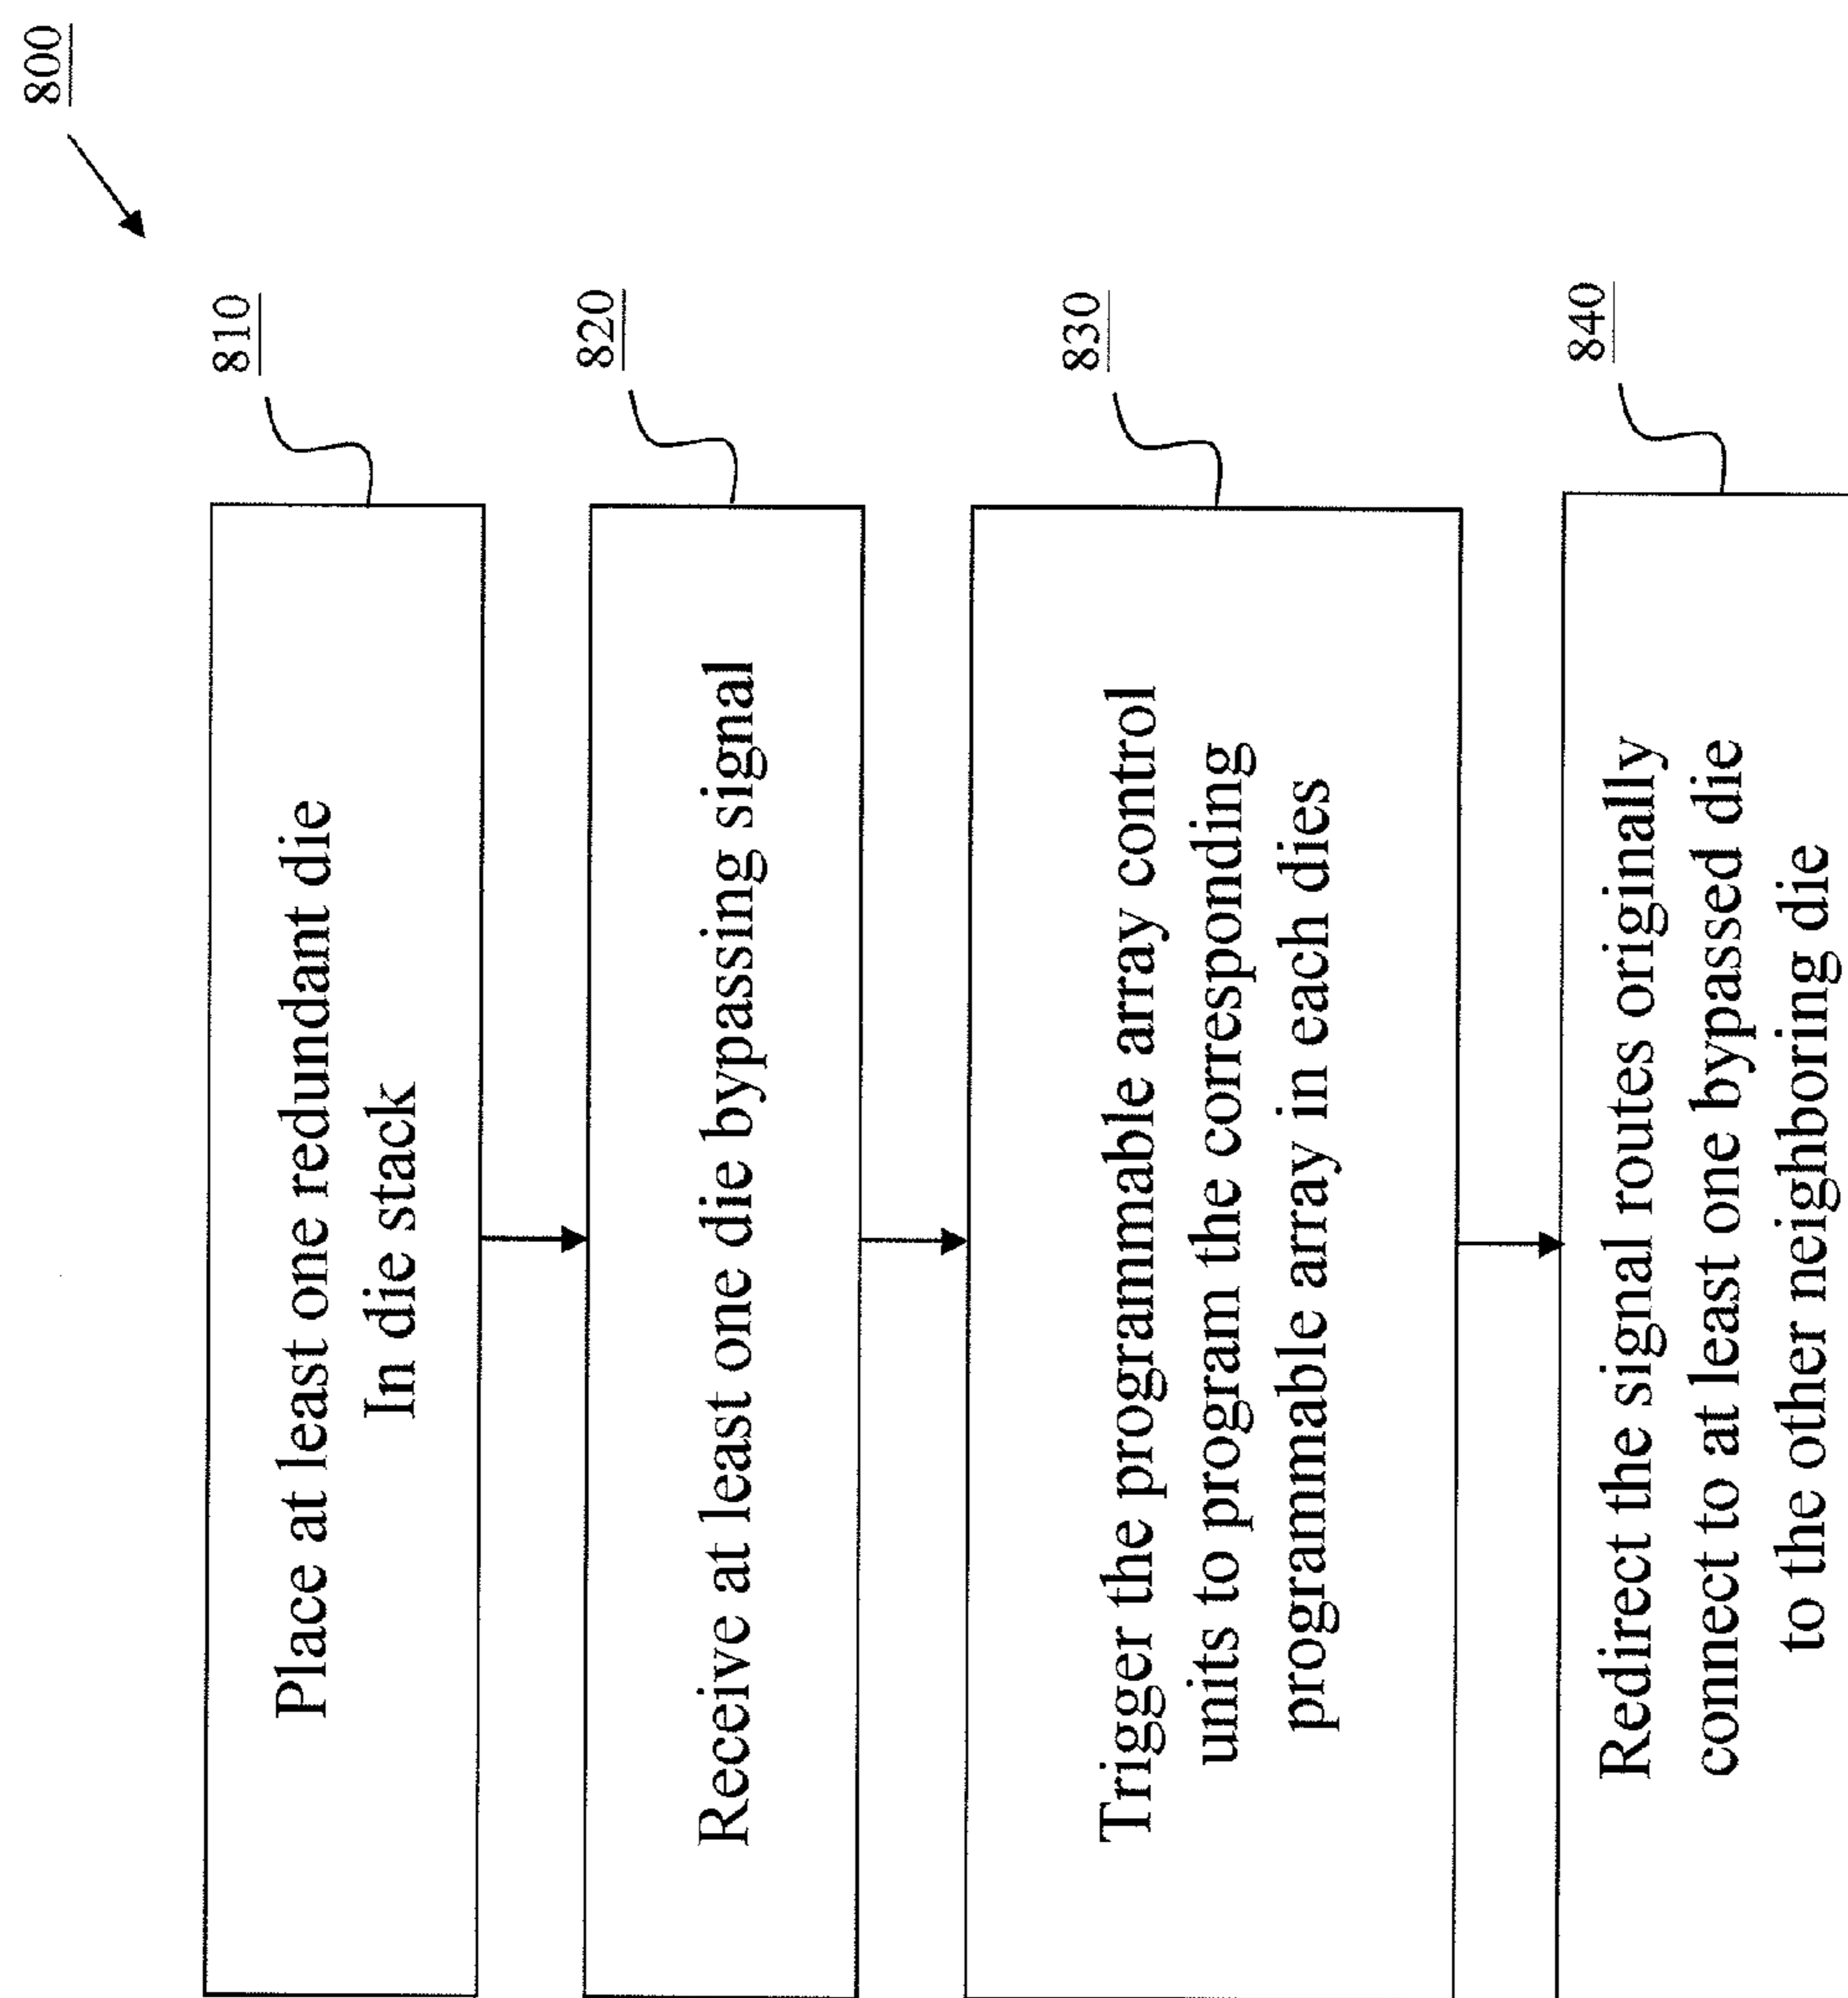 800
810
Place at least one redundant die
In die stack
820
Receive at least one die bypassing signal
830
Trigger the programmable array control
units to program the corresponding
programmable array in each dies
840
Redirect the signal routes originally
connect to at least one bypassed die
to the other neighboring die